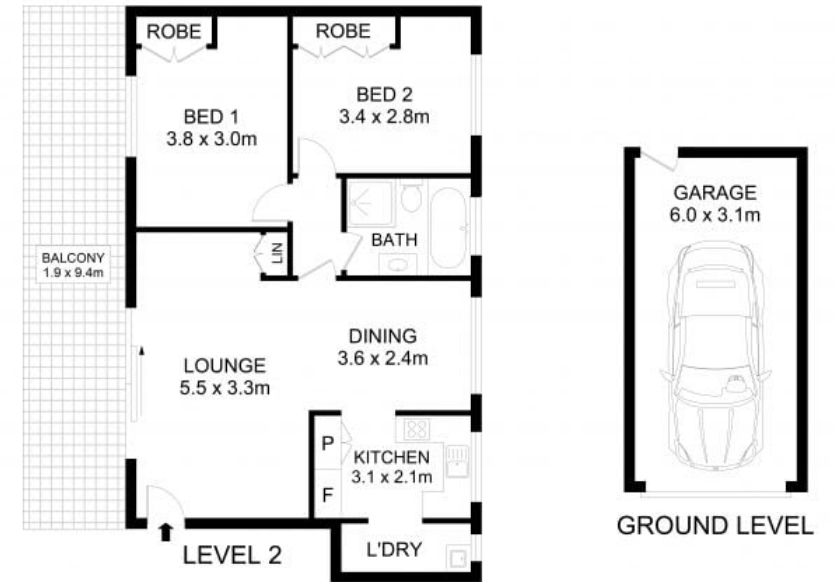 ROBE
ROBE
BED 1
3.8 x 3.0m
BED 2
3.4 x 2.8m
BATH
LIN
BALCONY
1.9 x 9.4m
LOUNGE
5.5 x 3.3m
DINING
3.6 x 2.4m
P
F
KITCHEN
3.1 x 2.1m
L'DRY
LEVEL 2
GARAGE
6.0 x 3.1m
GROUND LEVEL